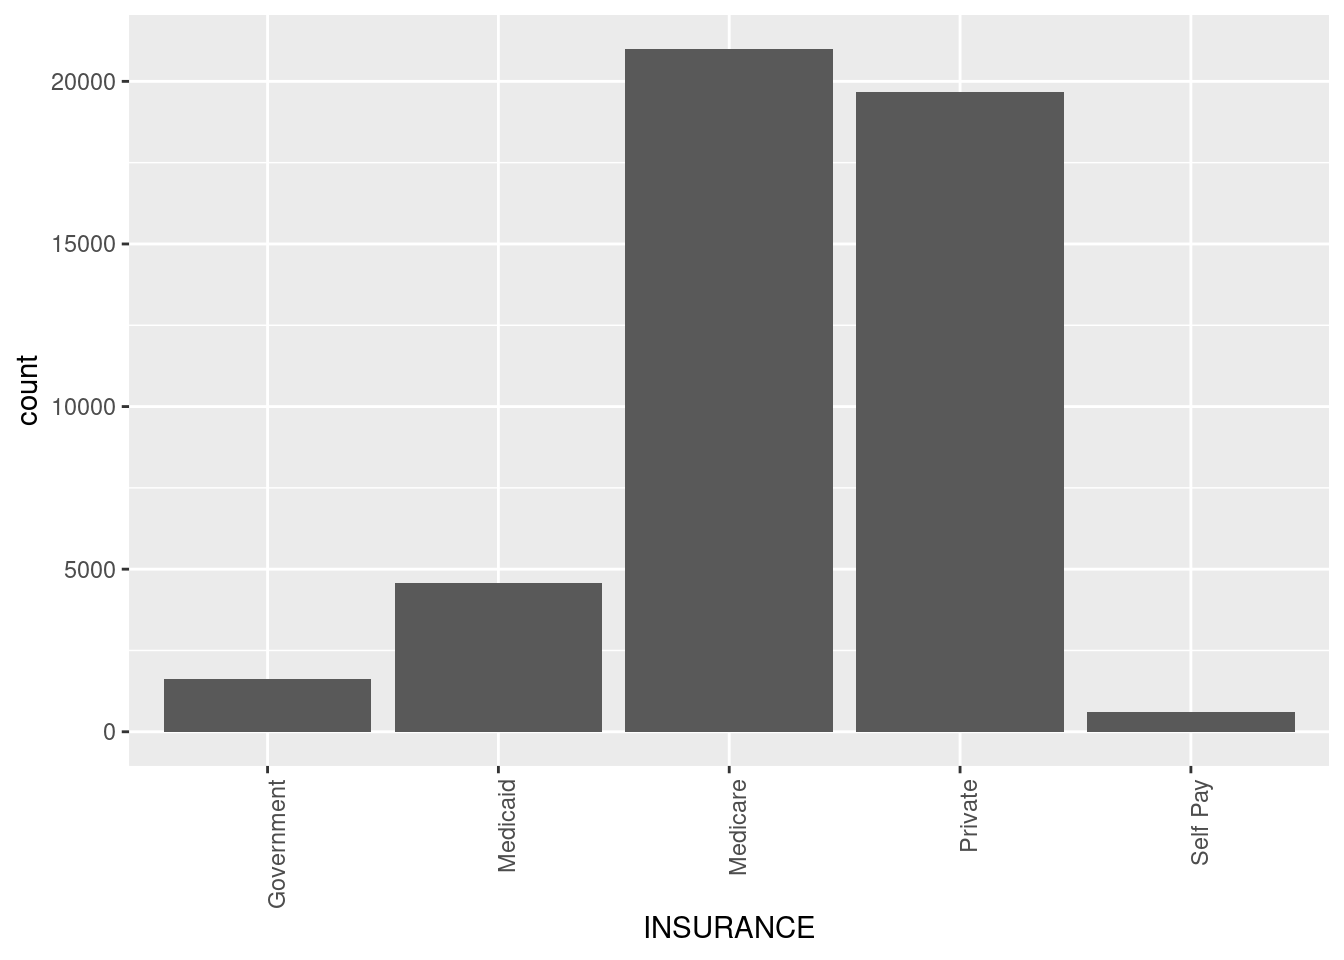 20000
15000
10000
5000
0
count
Government
Medicaid
Medicare
Private
Self Pay
INSURANCE